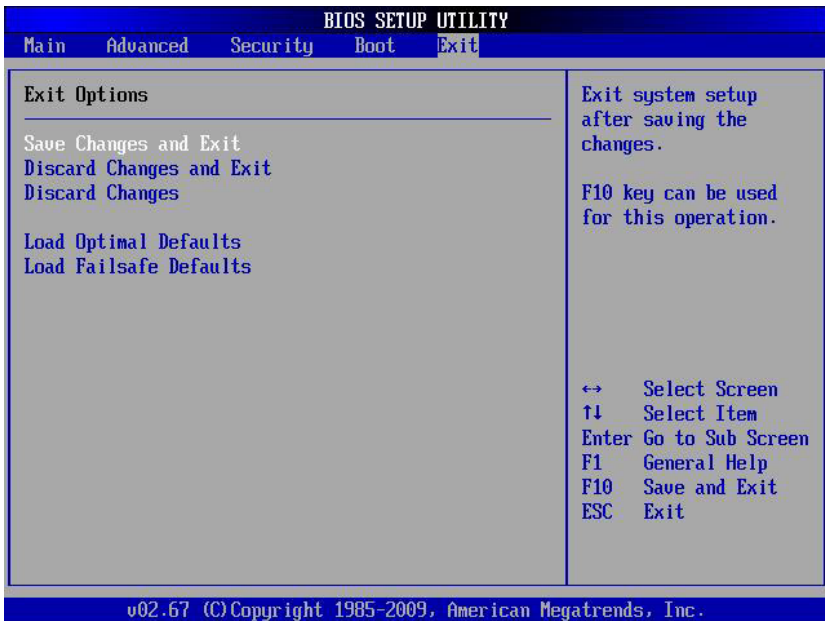 BIOS SETUP UTILITY
Main Advanced Security Boot Exit
Exit Options
Save Changes and Exit
Discard Changes and Exit
Discard Changes
Load Optimal Defaults
Load Failsafe Defaults
Exit system setup
after saving the
changes.
F10 key can be used
for this operation.
↔ Select Screen
↑↓ Select Item
Enter Go to Sub Screen
F1 General Help
F10 Save and Exit
ESC Exit
v02.67 (C)Copyright 1985-2009, American Megatrends, Inc.